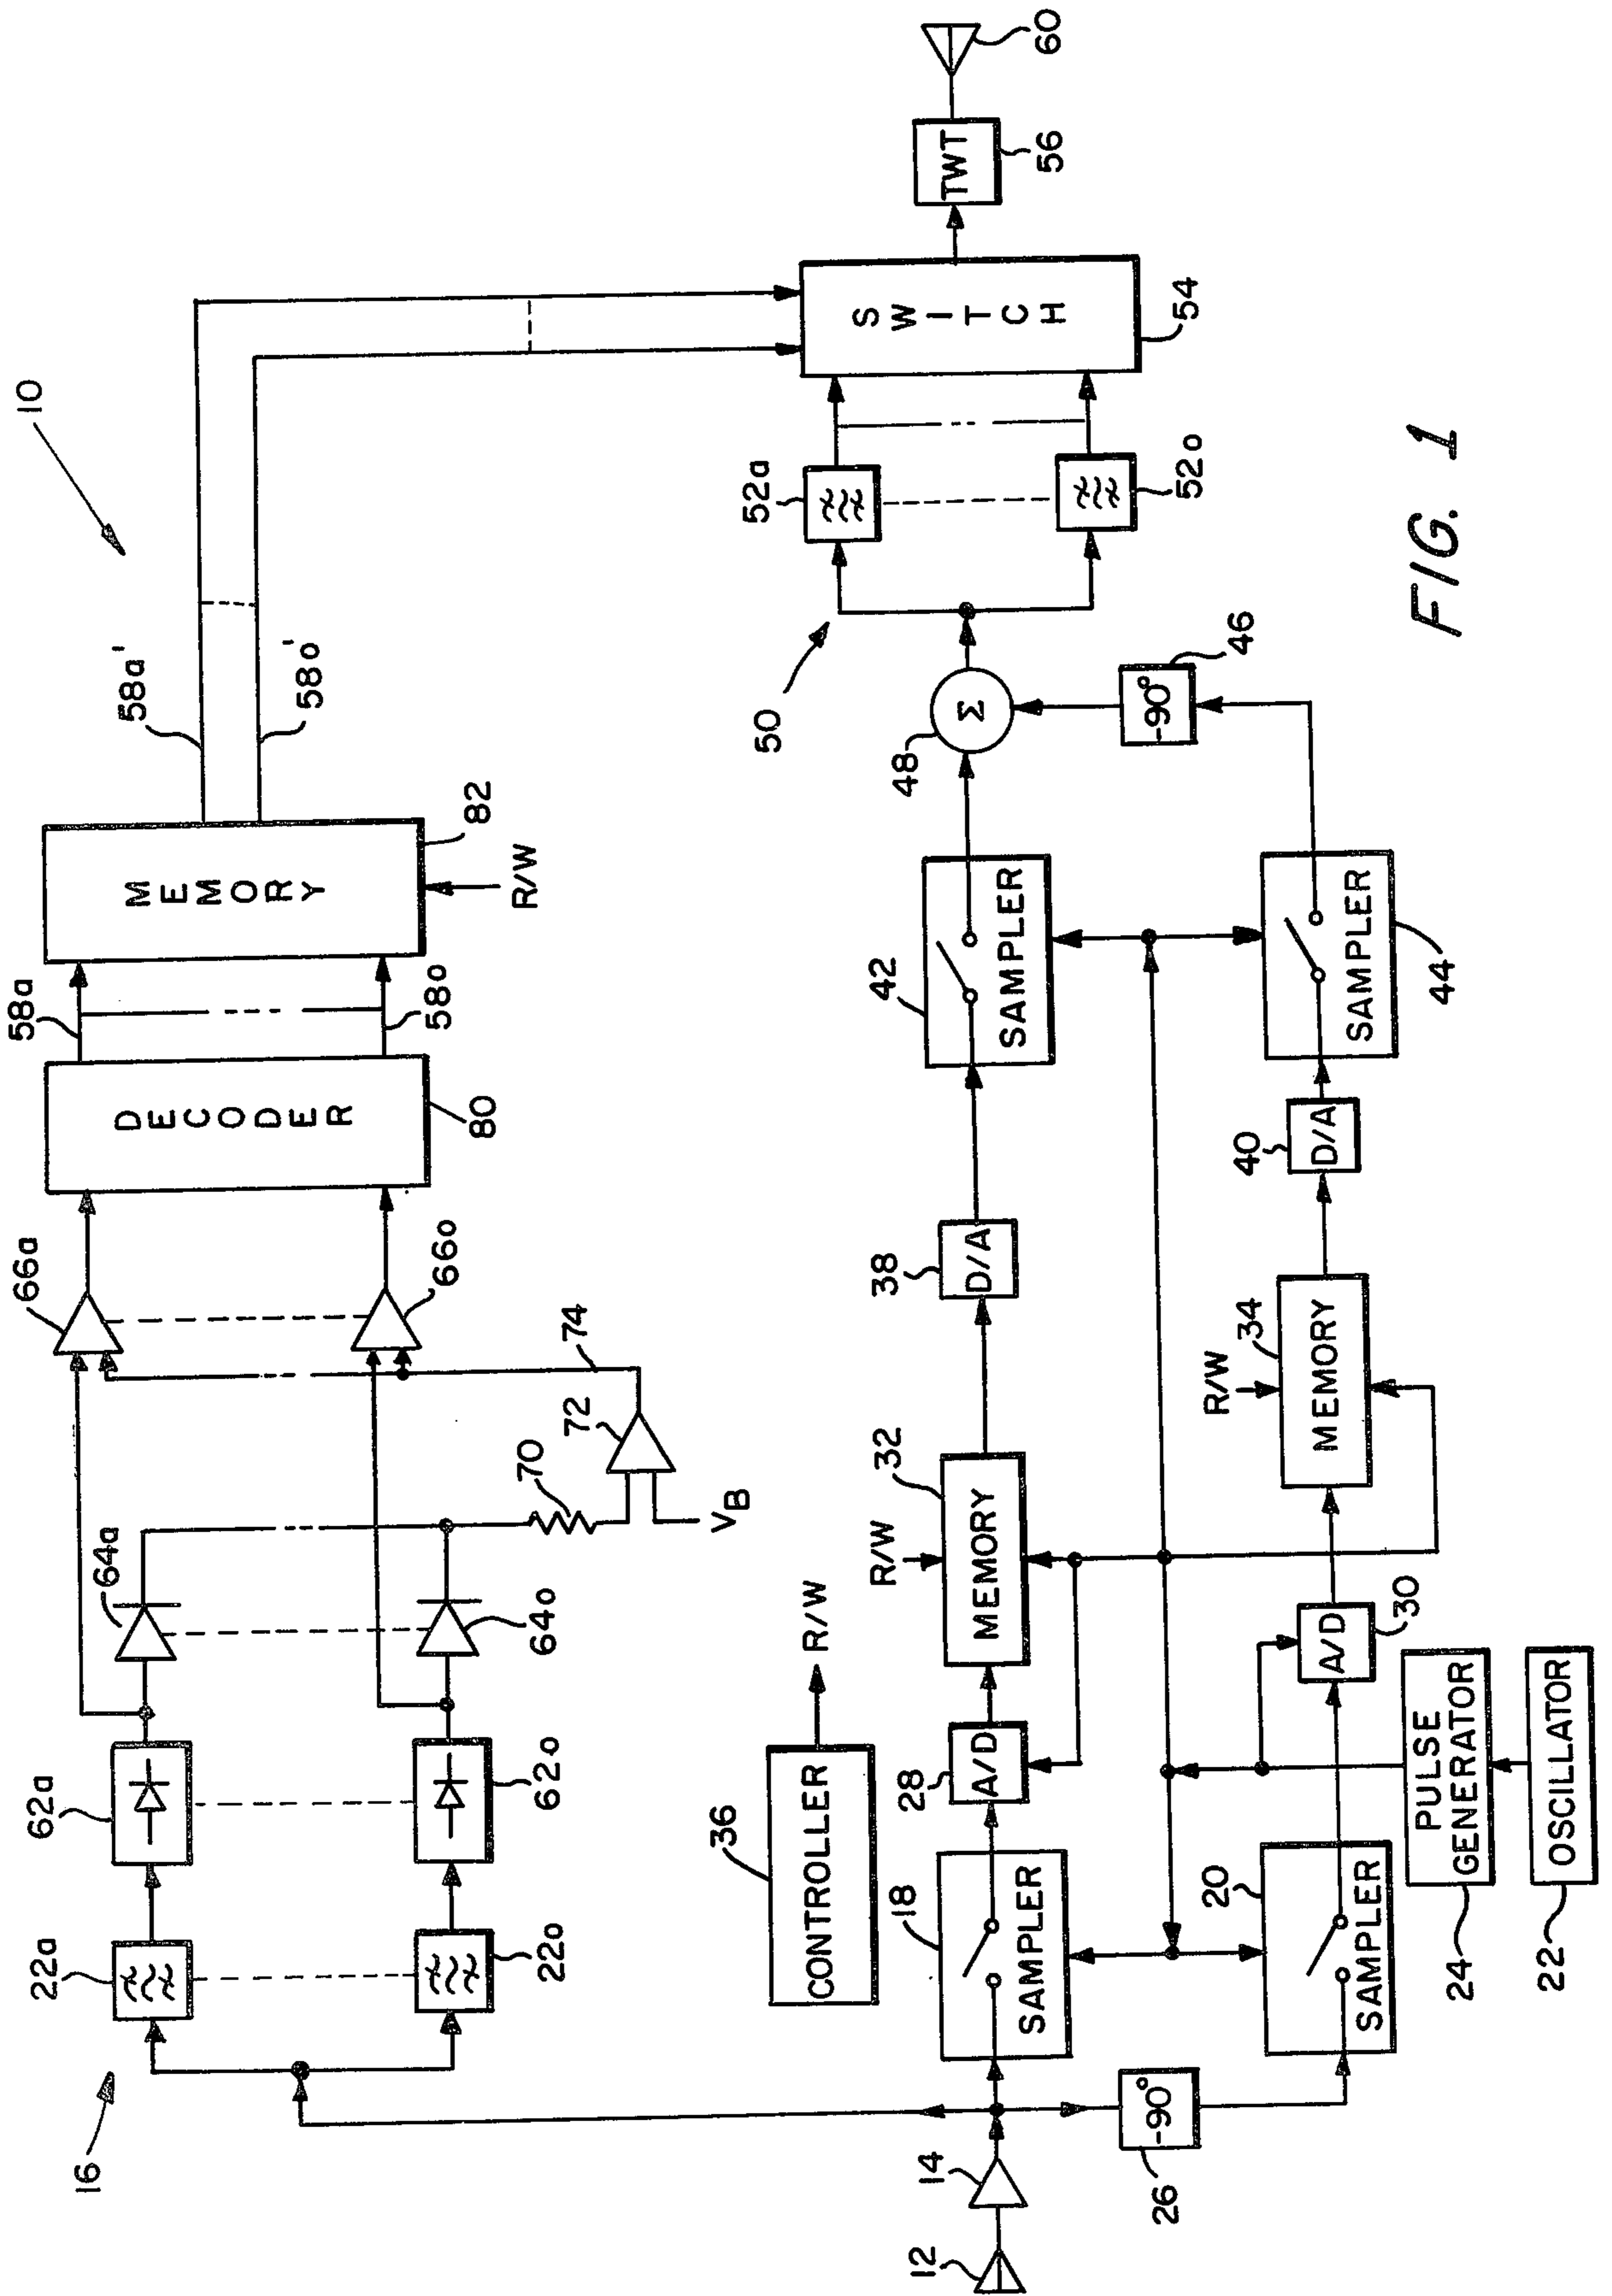 10
16
22a
22o
62a
62o
64a
64o
66a
66o
70
72
74
VB
DECODER
80
58a
58o
MEMORY
82
R/W
58a'
58o'
36
CONTROLLER
R/W
12
14
26
-90°
18
SAMPLER
20
SAMPLER
28
A/D
30
A/D
24
PULSE
GENERATOR
22
OSCILLATOR
R/W
32
MEMORY
R/W
34
MEMORY
38
D/A
40
D/A
42
SAMPLER
44
SAMPLER
46
-90°
48
Σ
50
52a
52o
SWITCH
54
TWT
56
60
FIG. 1